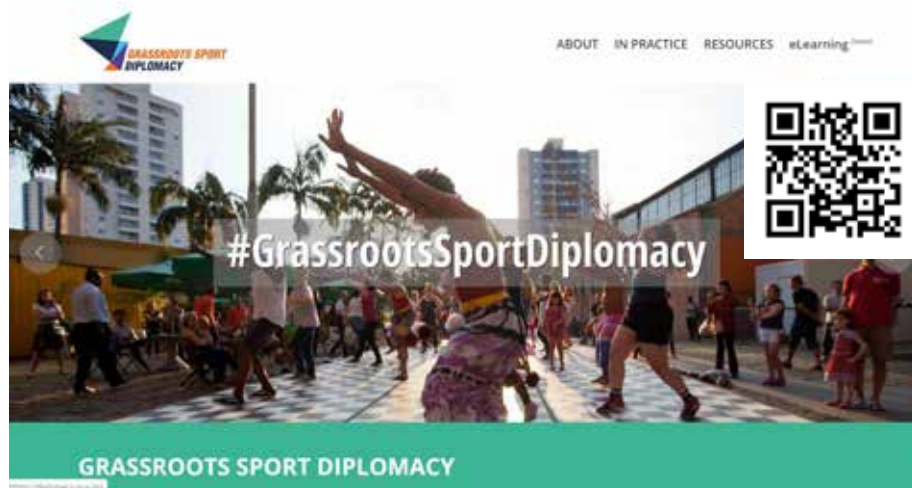 GRASSROOTS SPORT
DIPLOMACY
ABOUT IN PRACTICE RESOURCES eLearning
#GrassrootsSportDiplomacy
GRASSROOTS SPORT DIPLOMACY